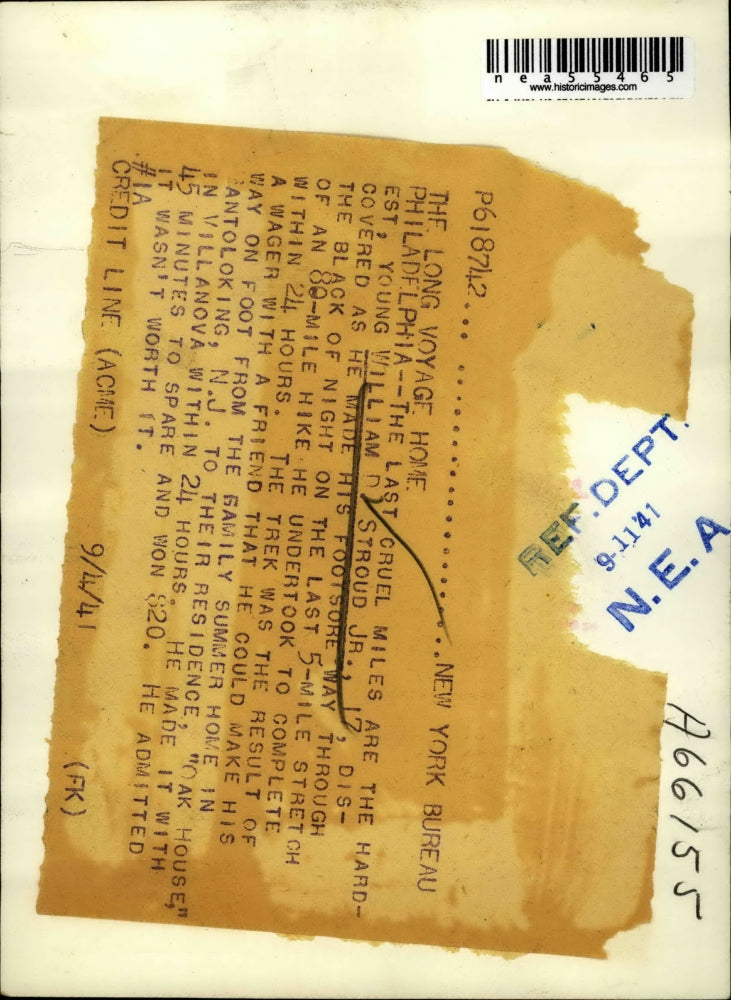 nea55465
www.historicimages.com
REF. DEPT.
9-11'41
N.E.A.
A66155
P618742.............................NEW YORK BUREAU
THE LONG VOYAGE HOME
PHILADELPHIA--THE LAST CRUEL MILES ARE THE HARD-
EST, YOUNG WILLIAM D. STROUD JR., 17, DIS-
COVERED AS HE MADE HIS FOOTSORE WAY THROUGH
THE BLACK OF NIGHT ON THE LAST 5-MILE STRETCH
OF AN 80-MILE HIKE HE UNDERTOOK TO COMPLETE
WITHIN 24 HOURS. THE TREK WAS THE RESULT OF
A WAGER WITH A FRIEND THAT HE COULD MAKE HIS
WAY ON FOOT FROM THE FAMILY SUMMER HOME IN
ANTOLOKING, N.J. TO THEIR RESIDENCE, "OAK HOUSE,"
IN VILLANOVA WITHIN 24 HOURS. HE MADE IT WITH
45 MINUTES TO SPARE AND WON $20. HE ADMITTED
IT WASN'T WORTH IT.
#1A
CREDIT LINE (ACME) 9/4/41 (FK)